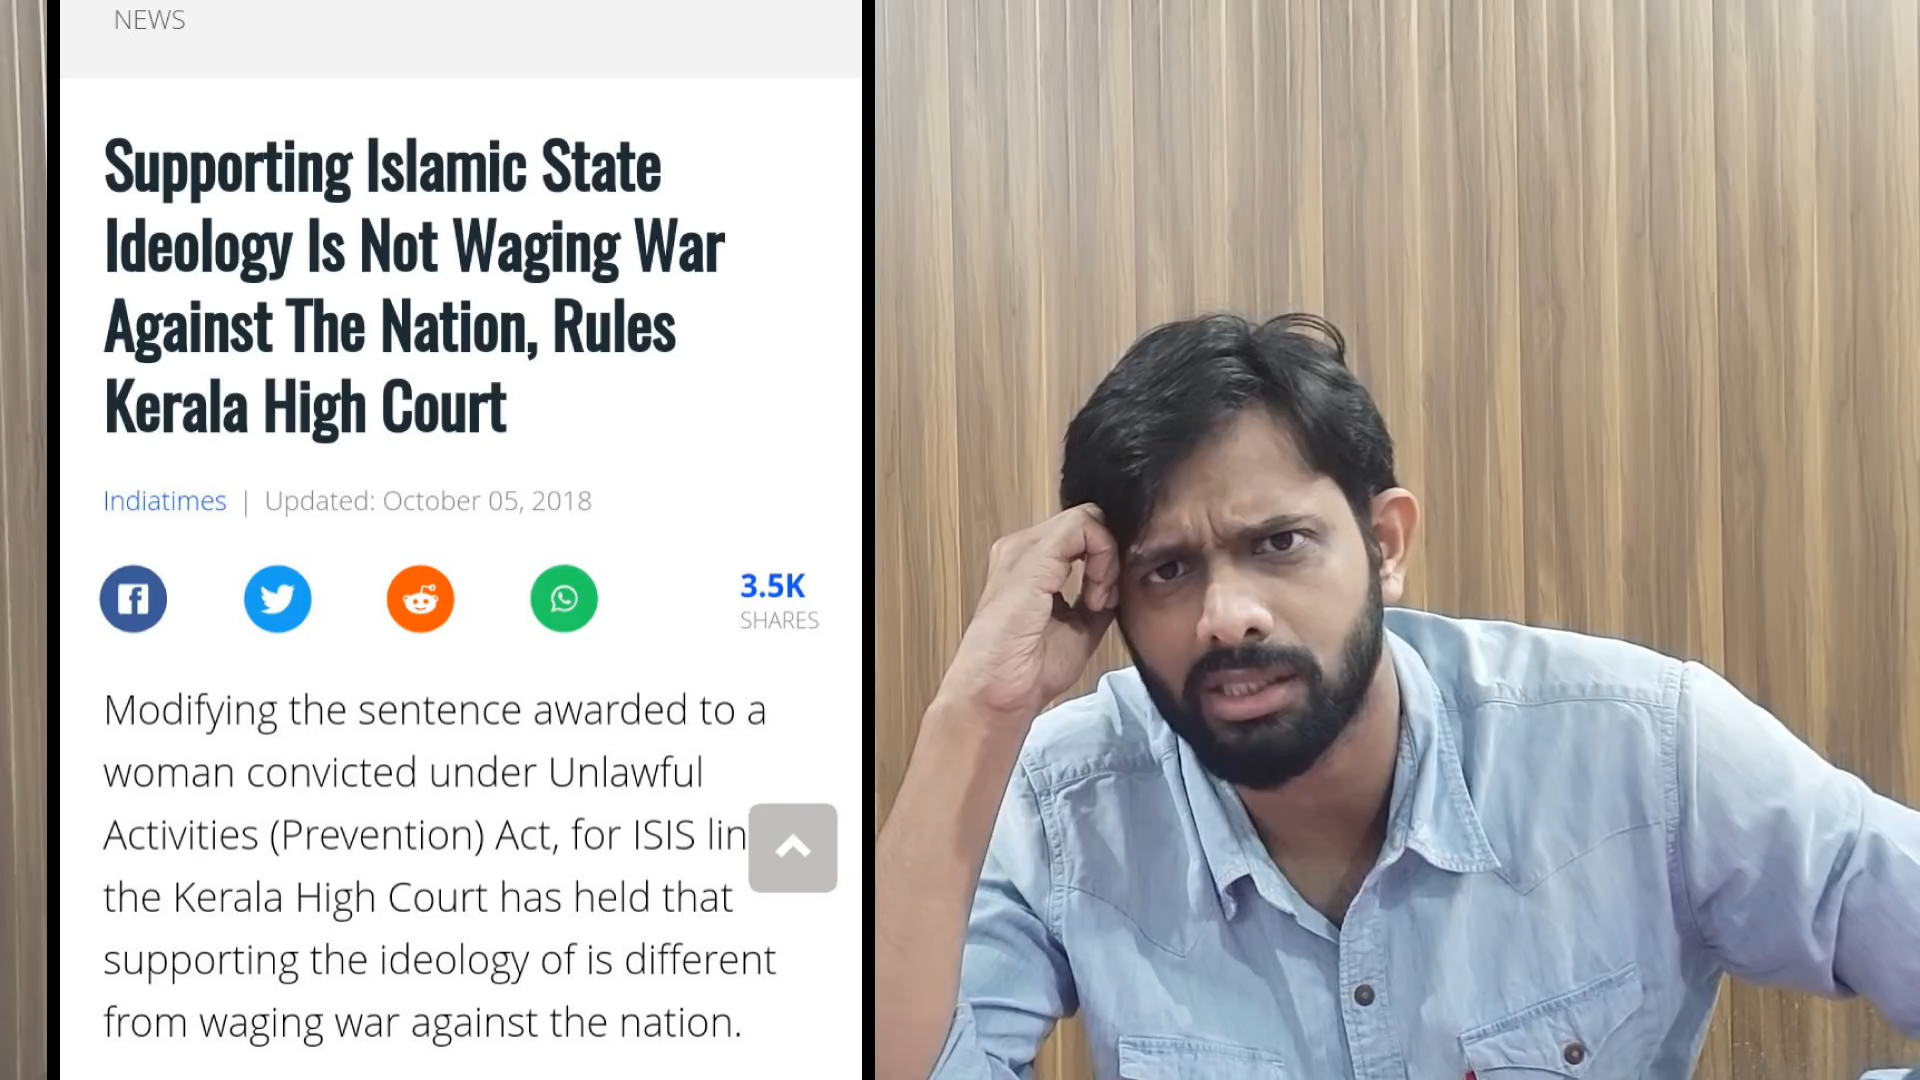 NEWS
Supporting Islamic State
Ideology Is Not Waging War
Against The Nation, Rules
Kerala High Court
Indiatimes | Updated: October 05, 2018
3.5K
SHARES
Modifying the sentence awarded to a
woman convicted under Unlawful
Activities (Prevention) Act, for ISIS lin
the Kerala High Court has held that
supporting the ideology of is different
from waging war against the nation.